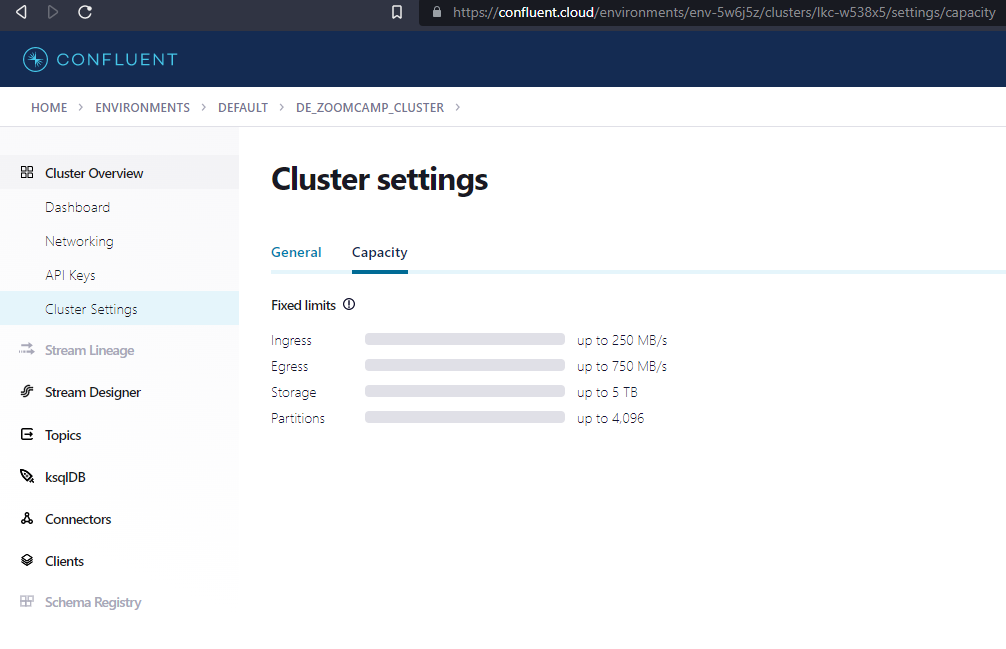 https://confluent.cloud/environments/env-5w6j5z/clusters/lkc-w538x5/settings/capacity
CONFLUENT
HOME > ENVIRONMENTS > DEFAULT > DE_ZOOMCAMP_CLUSTER >
Cluster Overview
Dashboard
Networking
API Keys
Cluster Settings
Stream Lineage
Stream Designer
Topics
ksqlDB
Connectors
Clients
Schema Registry
Cluster settings
General Capacity
Fixed limits
Ingress up to 250 MB/s
Egress up to 750 MB/s
Storage up to 5 TB
Partitions up to 4,096